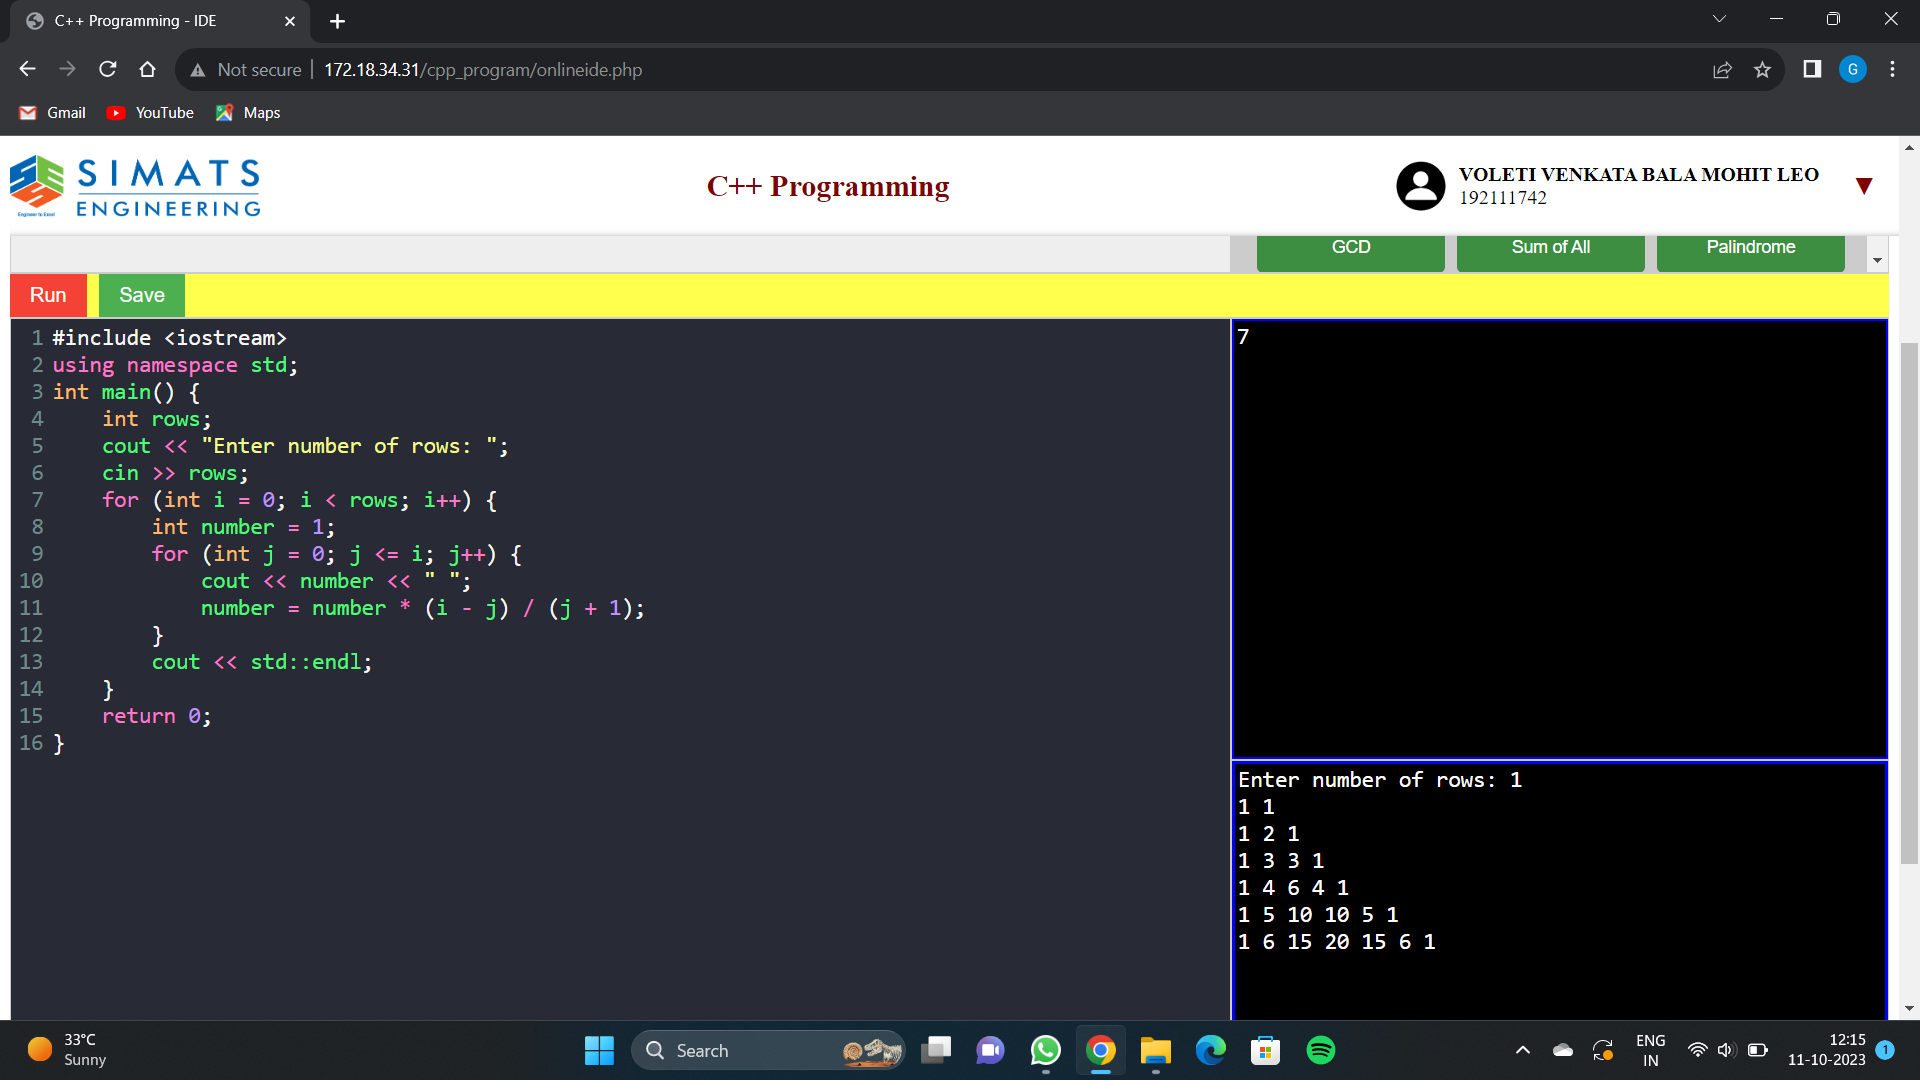 C++ Programming - IDE
Not secure | 172.18.34.31/cpp_program/onlineide.php
G
Gmail YouTube Maps
SIMATS
ENGINEERING
Engineer to Excel
C++ Programming
VOLETI VENKATA BALA MOHIT LEO
192111742
GCD Sum of All Palindrome
Run Save
1 #include <iostream>
2 using namespace std;
3 int main() {
4     int rows;
5     cout << "Enter number of rows: ";
6     cin >> rows;
7     for (int i = 0; i < rows; i++) {
8         int number = 1;
9         for (int j = 0; j <= i; j++) {
10             cout << number << " ";
11             number = number * (i - j) / (j + 1);
12         }
13         cout << std::endl;
14     }
15     return 0;
16 }
7
Enter number of rows: 1
1 1
1 2 1
1 3 3 1
1 4 6 4 1
1 5 10 10 5 1
1 6 15 20 15 6 1
33°C
Sunny
Search
ENG
IN
12:15
11-10-2023
1